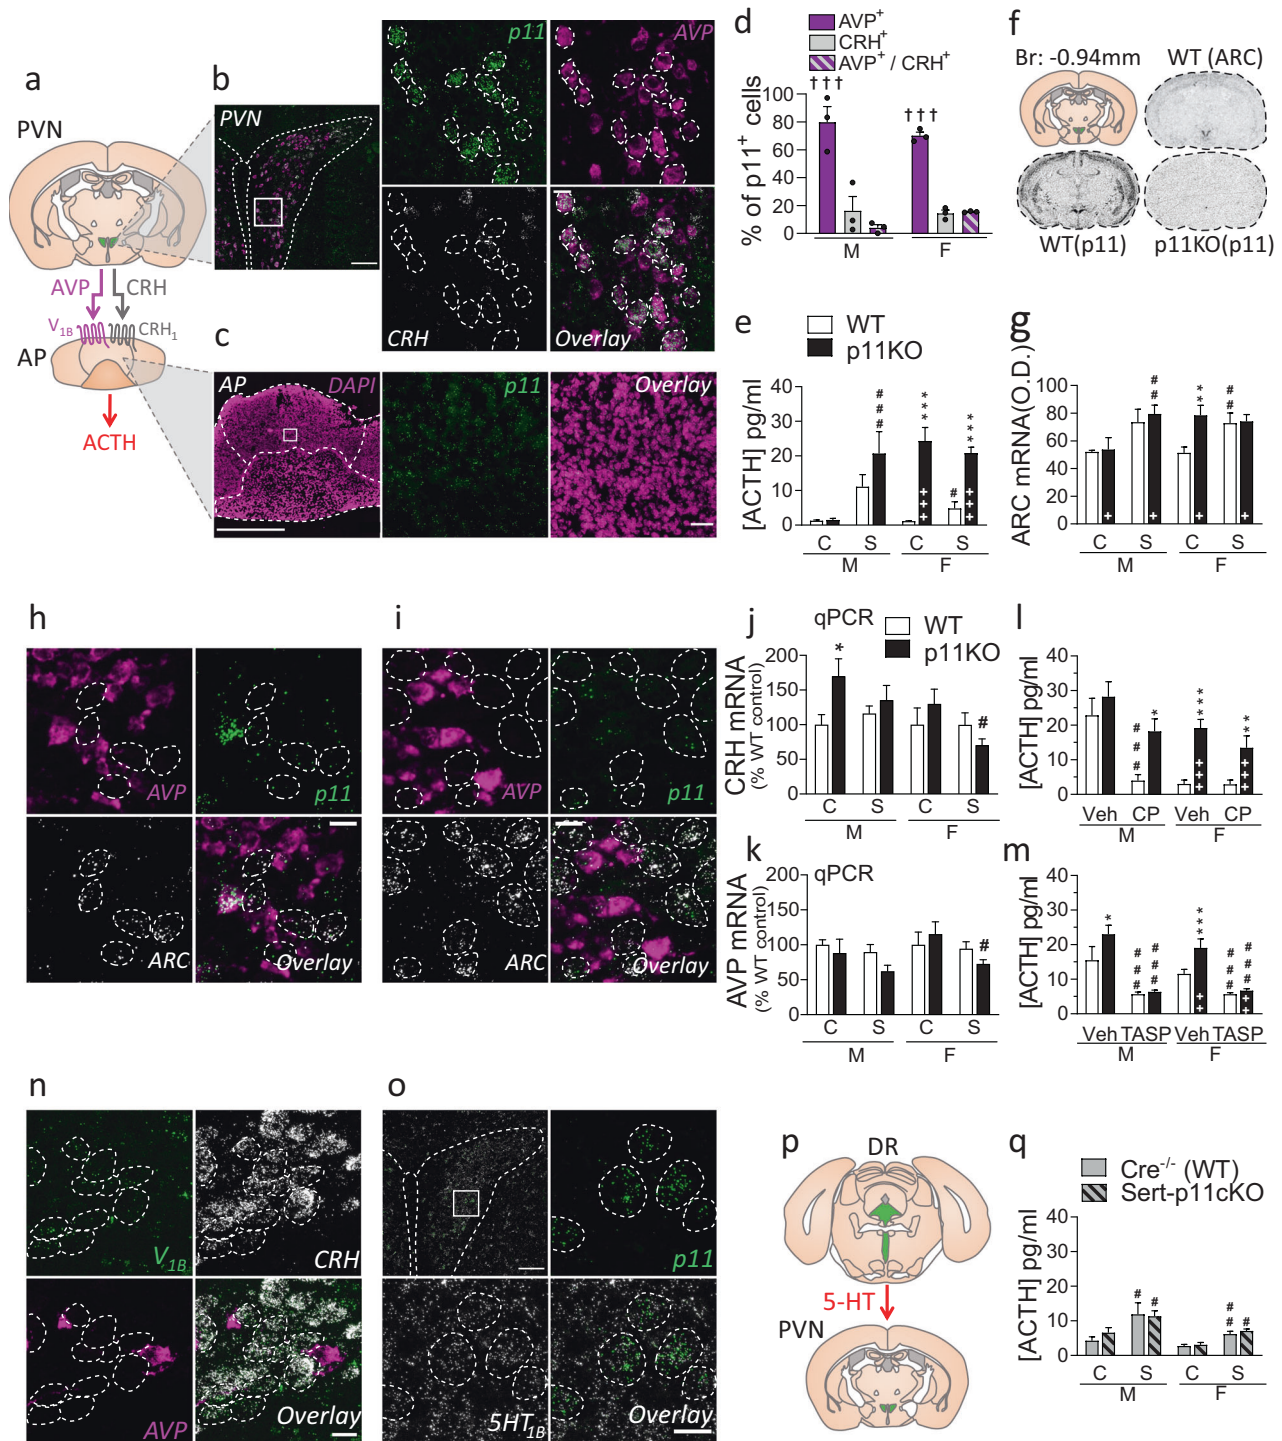 a
PVN
AVP
CRH
V1B
CRH1
AP
ACTH
b
PVN
p11
AVP
CRH
Overlay
c
AP
DAPI
p11
Overlay
d
AVP+
CRH+
AVP+ / CRH+
% of p11+ cells
100
80
60
40
20
0
†††
†††
M
F
e
WT
p11KO
[ACTH] pg/ml
40
30
20
10
0
###
***
+++
#
***
+++
C
S
C
S
M
F
f
Br: -0.94mm
WT (ARC)
WT(p11)
p11KO(p11)
g
ARC mRNA(O.D.)
100
80
60
40
20
0
+
##
+
**
+
##
+
C
S
C
S
M
F
h
AVP
p11
ARC
Overlay
i
AVP
p11
ARC
Overlay
j
qPCR
WT
p11KO
CRH mRNA
(% WT control)
200
150
100
50
0
*
#
C
S
C
S
M
F
k
qPCR
AVP mRNA
(% WT control)
200
150
100
50
0
#
C
S
C
S
M
F
l
[ACTH] pg/ml
40
30
20
10
0
###
*
***
+++
**
+++
Veh
CP
Veh
CP
M
F
m
[ACTH] pg/ml
40
30
20
10
0
*
###
###
***
++
###
###
++
Veh
TASP
Veh
TASP
M
F
n
V1B
CRH
AVP
Overlay
o
p11
5HT1B
Overlay
p
DR
5-HT
PVN
q
Cre-/- (WT)
Sert-p11cKO
[ACTH] pg/ml
40
30
20
10
0
#
#
##
#
C
S
C
S
M
F